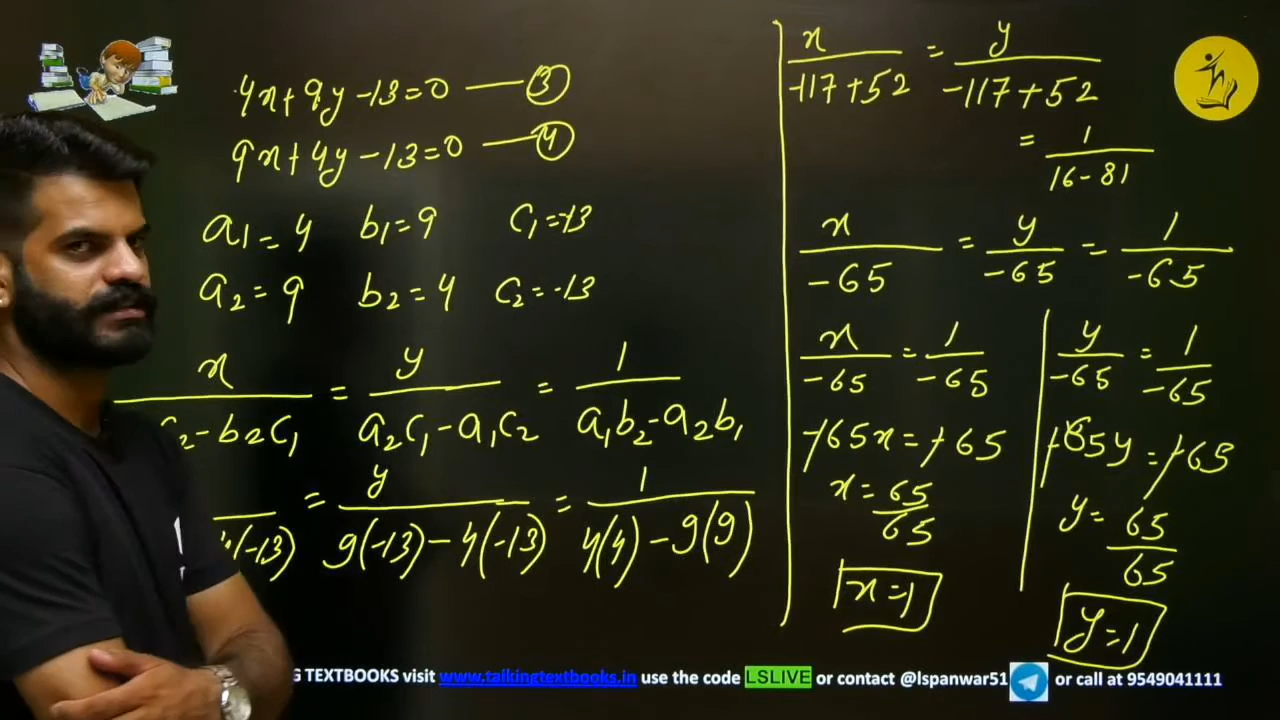 4x+9y-13=0 —— ③
9x+4y-13=0 —— ④
a1=4 b1=9 c1=-13
a2=9 b2=4 c2=-13
x/c2-b2c1 = y/a2c1-a1c2 = 1/a1b2-a2b1
(-13) = y/9(-13)-4(-13) = 1/4(4)-9(9)
x/-117+52 = y/-117+52
= 1/16-81
x/-65 = y/-65 = 1/-65
x/-65 = 1/-65
-65x=-65
x=65/65
x=1
y/-65 = 1/-65
-65y=-65
y=65/65
y=1
G TEXTBOOKS visit www.talkingtextbooks.in use the code LSLIVE or contact @lspanwar51 or call at 9549041111